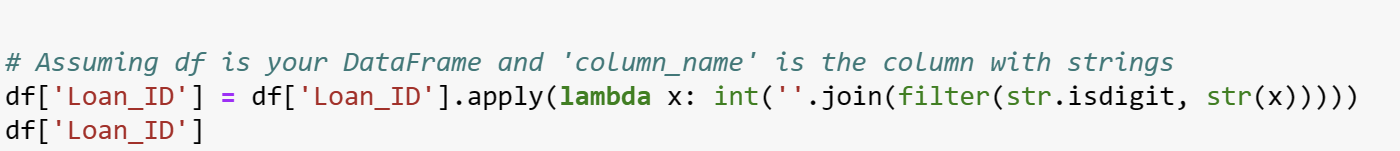 # Assuming df is your DataFrame and 'column_name' is the column with strings
df['Loan_ID'] = df['Loan_ID'].apply(lambda x: int(''.join(filter(str.isdigit, str(x)))))
df['Loan_ID']